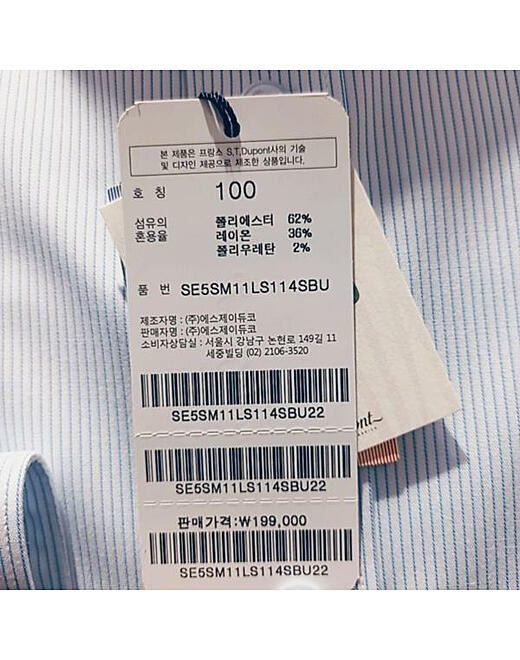 본 제품은 프랑스 S.T.Dupont사의 기술
및 디자인 제공으로 제조한 상품입니다.
호 칭 100
섬유의 폴리에스터 62%
혼용율 레이온 36%
폴리우레탄 2%
품 번 SE5SM11LS114SBU
제조자명 : (주)에스제이듀코
판매자명 : (주)에스제이듀코
소비자상담실 : 서울시 강남구 논현로 149길 11
세중빌딩 (02) 2106-3520
SE5SM11LS114SBU22
SE5SM11LS114SBU22
판매가격:₩199,000
SE5SM11LS114SBU22